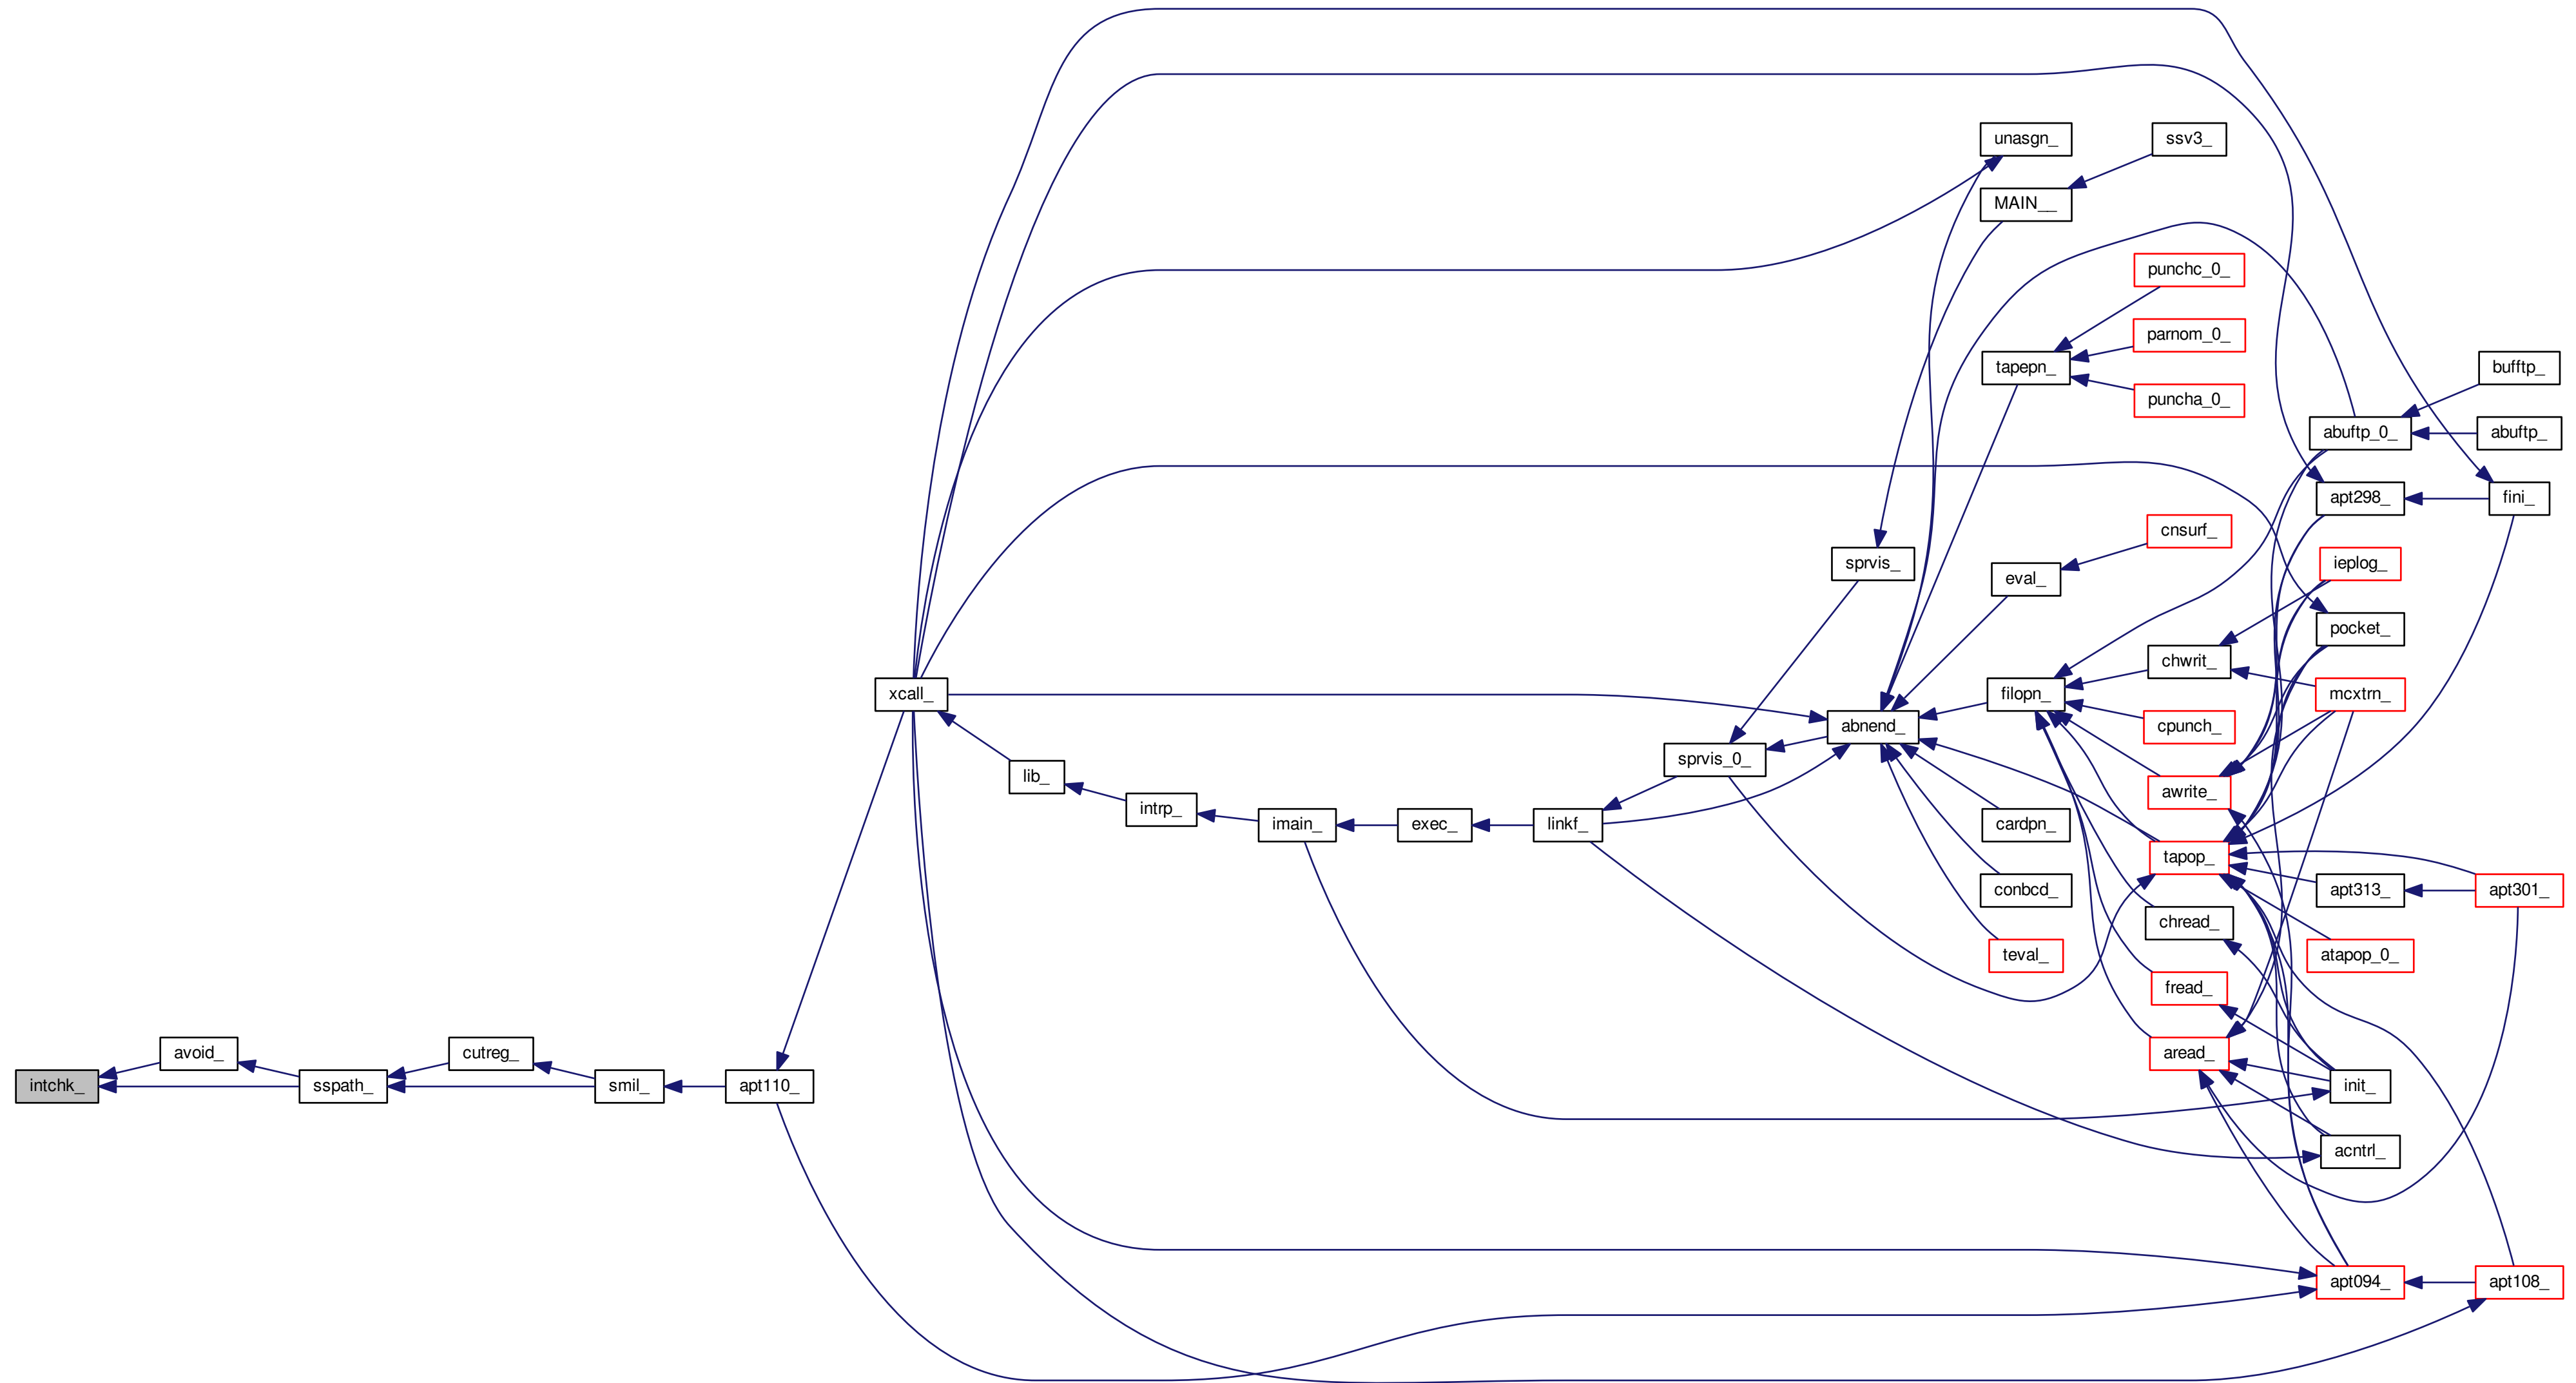 unasgn_
ssv3_
MAIN__
punchc_0_
parnom_0_
tapepn_
bufftp_
puncha_0_
abuftp_0_
abuftp_
apt298_
fini_
cnsurf_
sprvis_
ieplog_
eval_
pocket_
chwrit_
xcall_
filopn_
mcxtrn_
abnend_
cpunch_
sprvis_0_
lib_
awrite_
intrp_
imain_
exec_
linkf_
cardpn_
tapop_
conbcd_
apt313_
apt301_
chread_
teval_
atapop_0_
fread_
avoid_
cutreg_
aread_
intchk_
sspath_
smil_
apt110_
init_
acntrl_
apt094_
apt108_